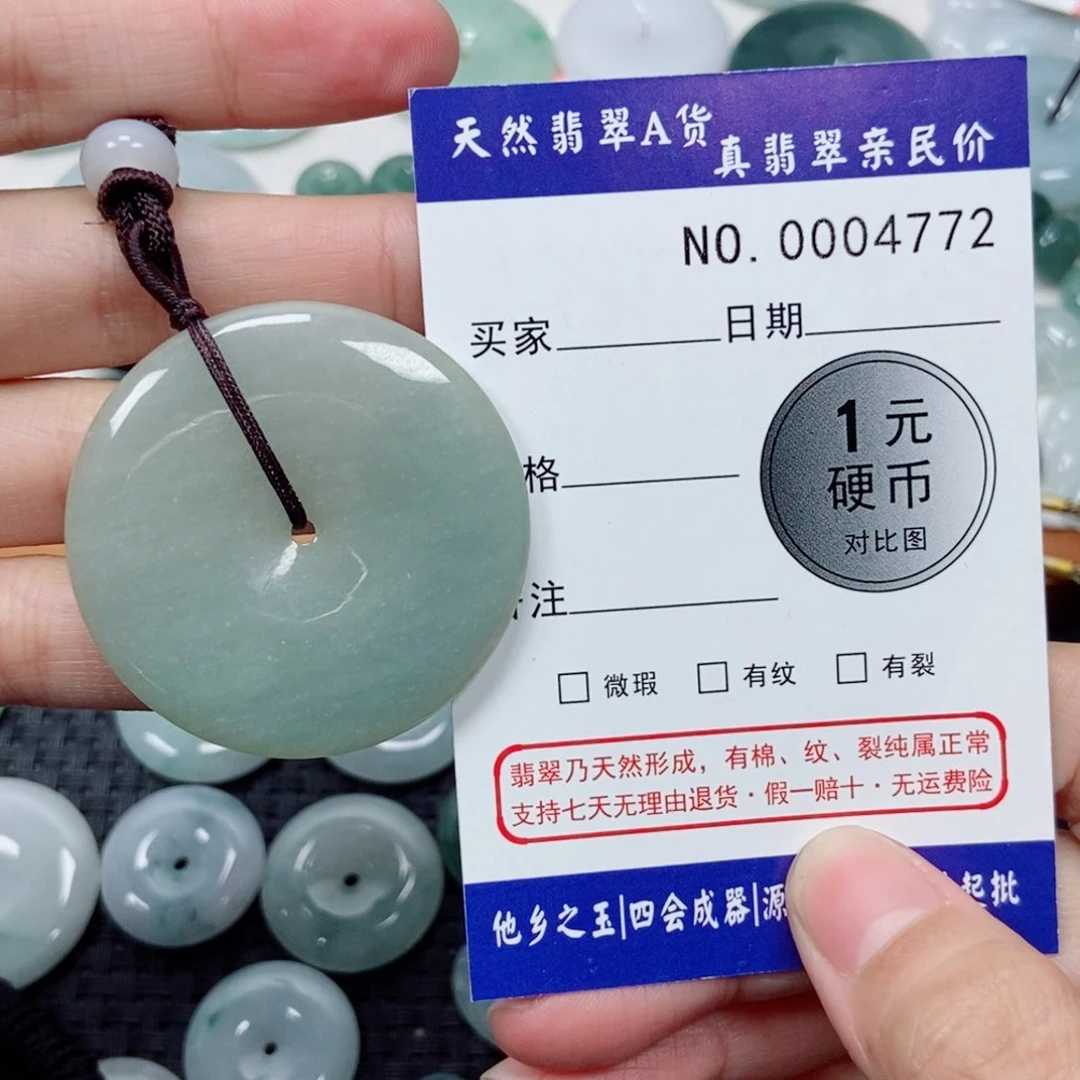 天然翡翠A货
真翡翠亲民价
NO. 0004772
买家 日期
1元
硬币
对比图
格
注
微瑕 有纹 有裂
翡翠乃天然形成，有棉、纹、裂纯属正常
支持七天无理由退货·假一赔十·无运费险
他乡之玉|四会成器|源 起批